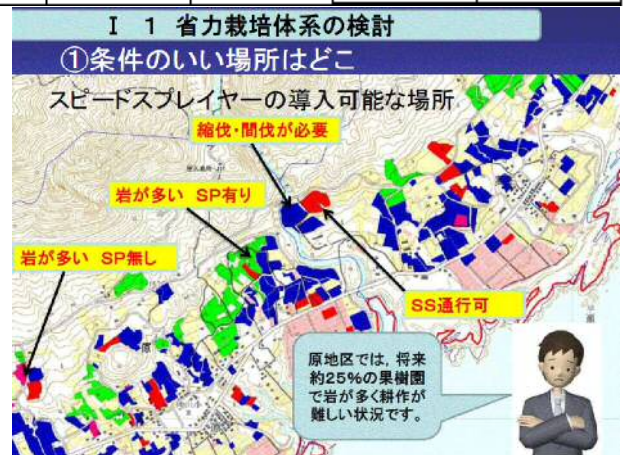 Ⅰ 1 省力栽培体系の検討
①条件のいい場所はどこ
スピードスプレイヤーの導入可能な場所
縮伐・間伐が必要
岩が多い SP有り
岩が多い SP無し
SS通行可
原
原地区では,将来
約25%の果樹園
で岩が多く耕作が
難しい状況です。